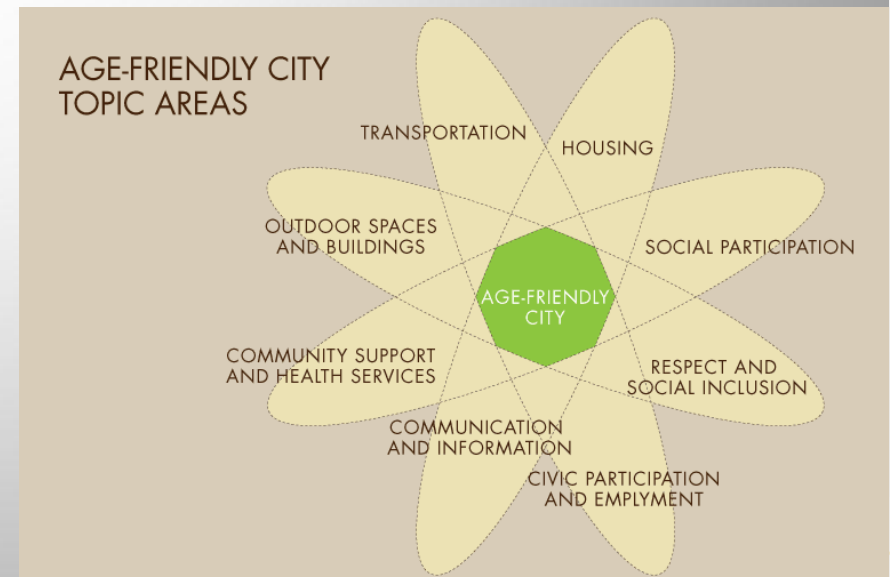 AGE-FRIENDLY CITY
TOPIC AREAS
TRANSPORTATION
HOUSING
OUTDOOR SPACES
AND BUILDINGS
SOCIAL PARTICIPATION
AGE-FRIENDLY
CITY
COMMUNITY SUPPORT
AND HEALTH SERVICES
RESPECT AND
SOCIAL INCLUSION
COMMUNICATION
AND INFORMATION
CIVIC PARTICIPATION
AND EMPLYMENT